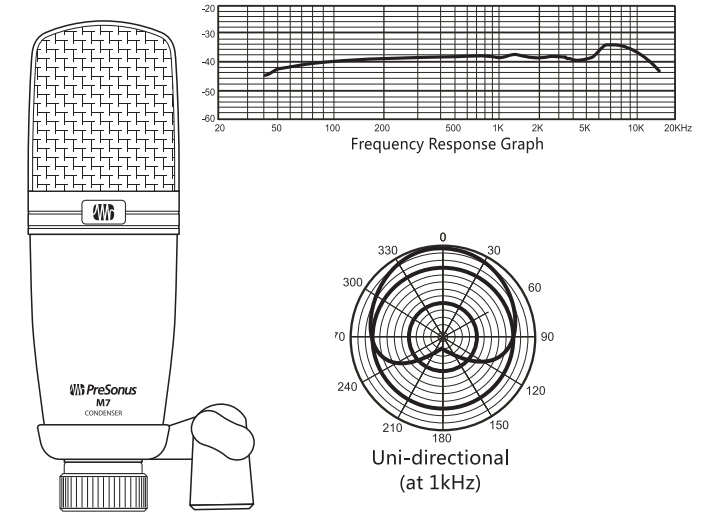 -20
-30
-40
-50
-60
20 50 100 200 500 1K 2K 5K 10K 20KHz
Frequency Response Graph
0
330 30
300 60
70 90
240 120
210 150
180
Uni-directional
(at 1kHz)
PreSonus
M7
CONDENSER